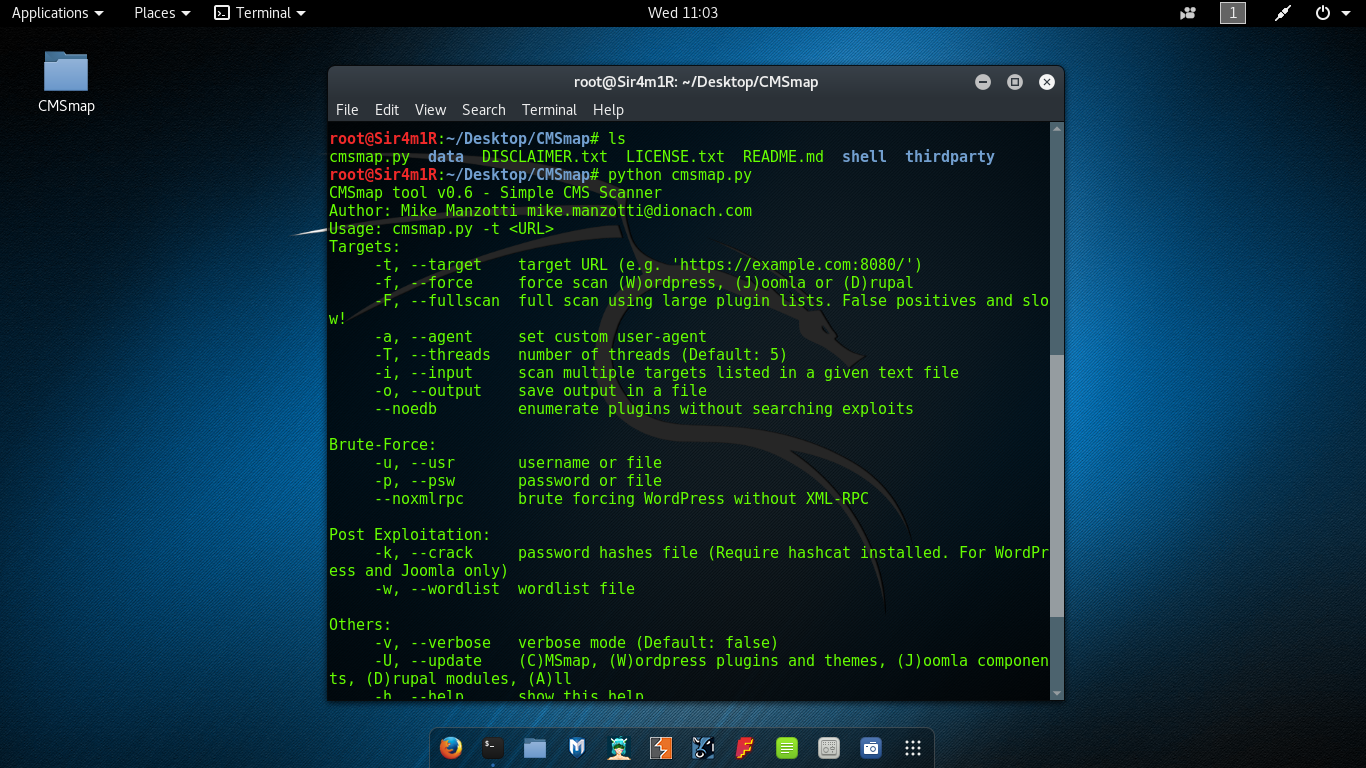 Applications Places Terminal Wed 11:03 1
CMSmap
root@Sir4m1R: ~/Desktop/CMSmap
File Edit View Search Terminal Help
root@Sir4m1R:~/Desktop/CMSmap# ls
cmsmap.py data DISCLAIMER.txt LICENSE.txt README.md shell thirdparty
root@Sir4m1R:~/Desktop/CMSmap# python cmsmap.py
CMSmap tool v0.6 - Simple CMS Scanner
Author: Mike Manzotti mike.manzotti@dionach.com
Usage: cmsmap.py -t <URL>
Targets:
-t, --target target URL (e.g. 'https://example.com:8080/')
-f, --force force scan (W)ordpress, (J)oomla or (D)rupal
-F, --fullscan full scan using large plugin lists. False positives and slo
w!
-a, --agent set custom user-agent
-T, --threads number of threads (Default: 5)
-i, --input scan multiple targets listed in a given text file
-o, --output save output in a file
--noedb enumerate plugins without searching exploits
Brute-Force:
-u, --usr username or file
-p, --psw password or file
--noxmlrpc brute forcing WordPress without XML-RPC
Post Exploitation:
-k, --crack password hashes file (Require hashcat installed. For WordPr
ess and Joomla only)
-w, --wordlist wordlist file
Others:
-v, --verbose verbose mode (Default: false)
-U, --update (C)MSmap, (W)ordpress plugins and themes, (J)oomla componen
ts, (D)rupal modules, (A)ll
-h, --help show this help